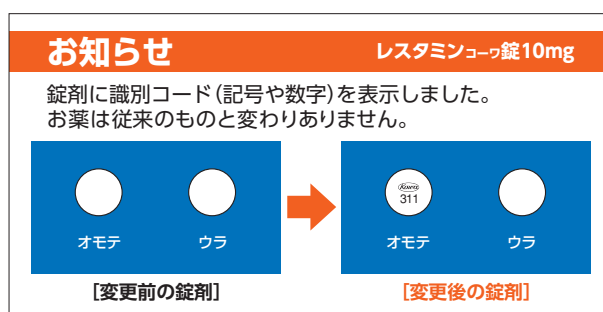 お知らせ
レスタミンコーワ錠10mg
錠剤に識別コード(記号や数字)を表示しました。
お薬は従来のものと変わりありません。
Kowa
311
オモテ
ウラ
オモテ
ウラ
[変更前の錠剤]
[変更後の錠剤]